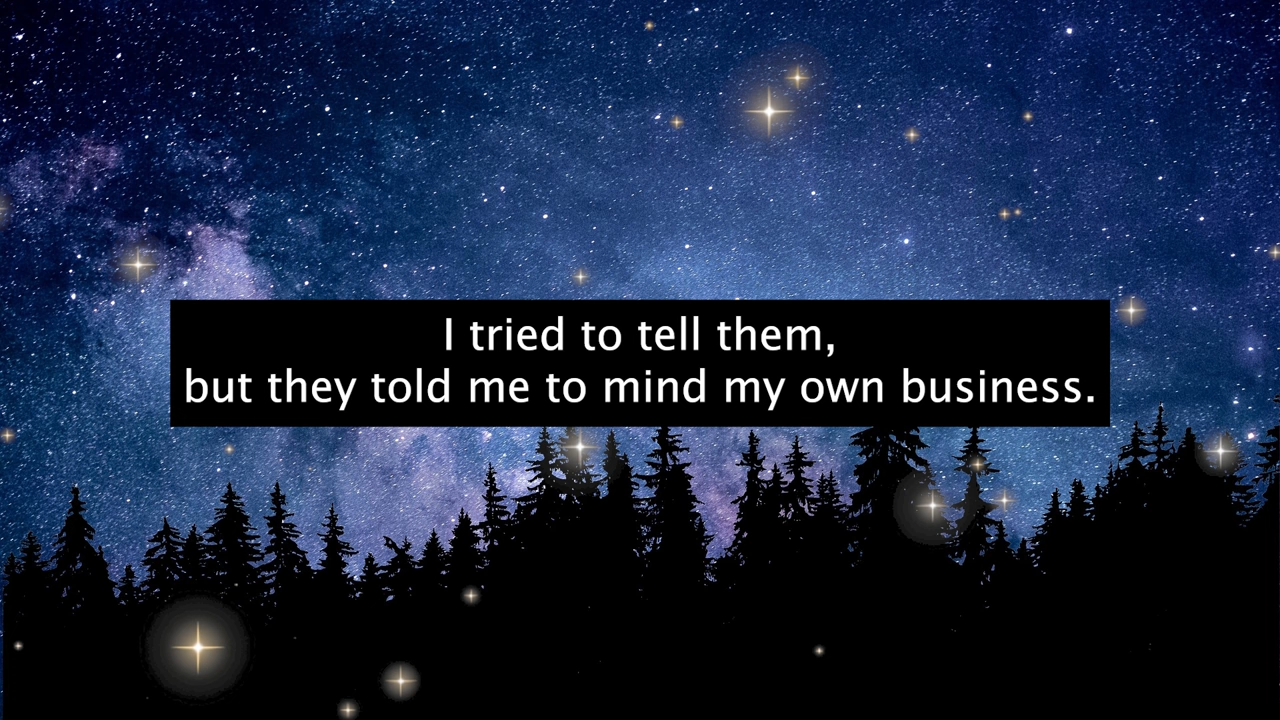 I tried to tell them,
but they told me to mind my own business.